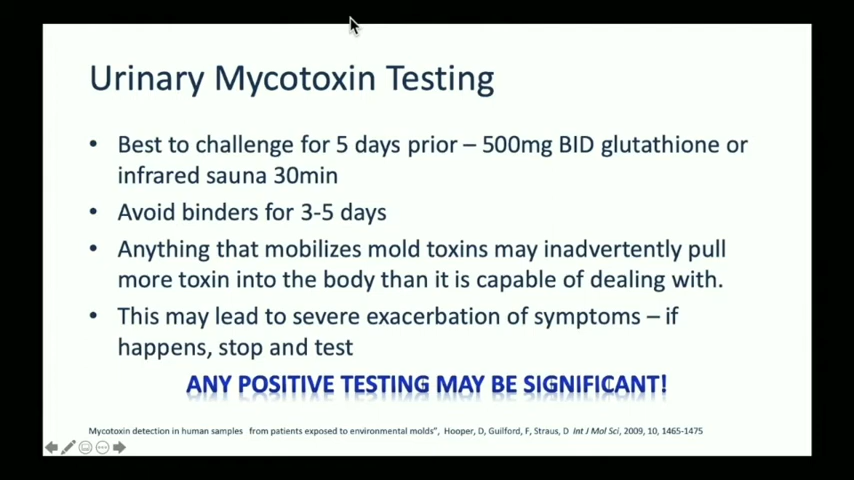 Urinary Mycotoxin Testing
• Best to challenge for 5 days prior – 500mg BID glutathione or
infrared sauna 30min
• Avoid binders for 3-5 days
• Anything that mobilizes mold toxins may inadvertently pull
more toxin into the body than it is capable of dealing with.
• This may lead to severe exacerbation of symptoms – if
happens, stop and test
ANY POSITIVE TESTING MAY BE SIGNIFICANT!
Mycotoxin detection in human samples from patients exposed to environmental molds”, Hooper, D, Guilford, F, Straus, D Int J Mol Sci, 2009, 10, 1465-1475